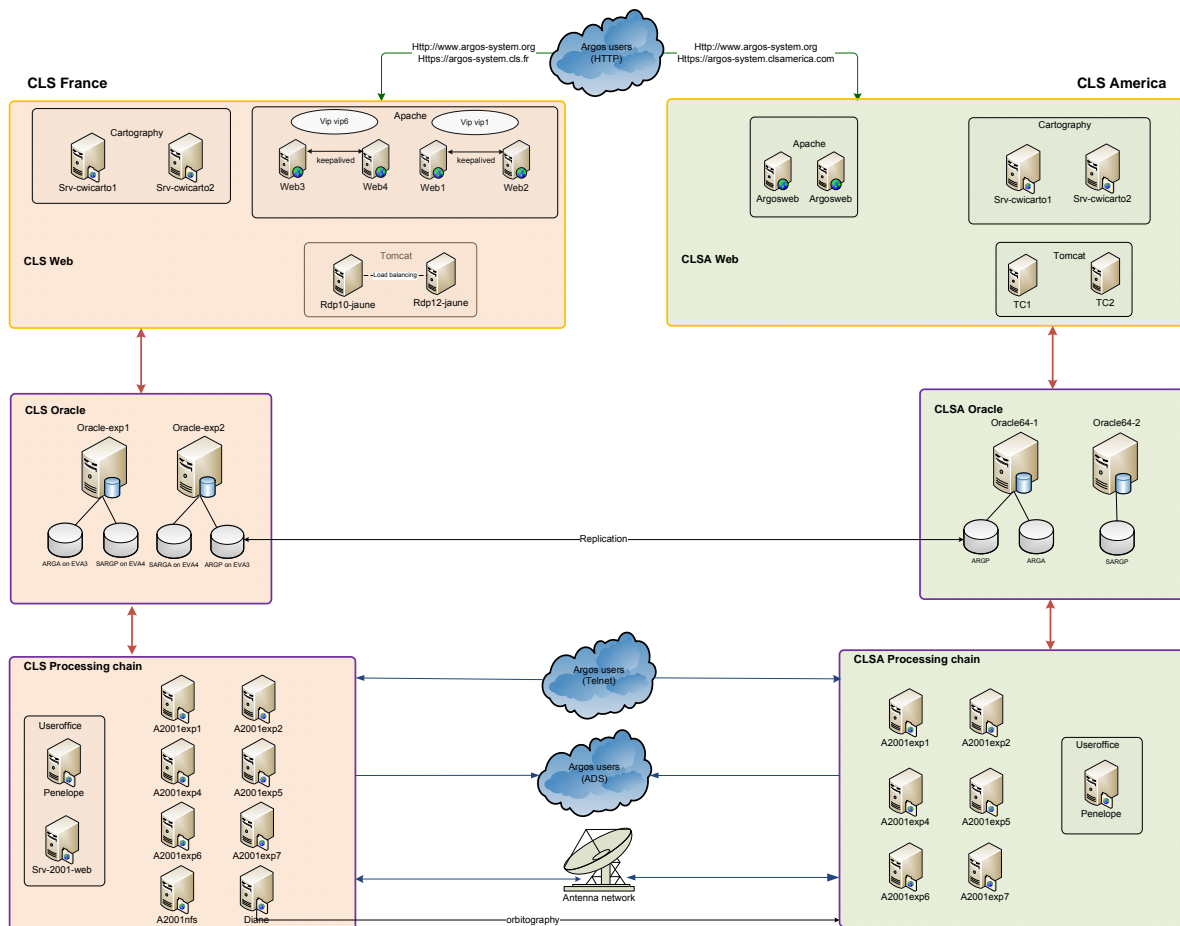 Http://www.argos-system.org
Https://argos-system.cls.fr
Argos users
(HTTP)
Http://www.argos-system.org
Https://argos-system.clsamerica.com
CLS France
CLS America
Cartography
Srv-cwicarto1
Srv-cwicarto2
Vip vip6
Apache
Vip vip1
keepalived
keepalived
Web3
Web4
Web1
Web2
CLS Web
Tomcat
Load balancing
Rdp10-jaune
Rdp12-jaune
Apache
Argosweb
Argosweb
Cartography
Srv-cwicarto1
Srv-cwicarto2
CLSA Web
Tomcat
TC1
TC2
CLS Oracle
Oracle-exp1
Oracle-exp2
ARGA on EVA3
SARGP on EVA4
SARGA on EVA4
ARGP on EVA3
Replication
CLSA Oracle
Oracle64-1
Oracle64-2
ARGP
ARGA
SARGP
CLS Processing chain
Useroffice
Penelope
Srv-2001-web
A2001exp1
A2001exp2
A2001exp4
A2001exp5
A2001exp6
A2001exp7
A2001nfs
Diane
Argos users
(Telnet)
Argos users
(ADS)
Antenna network
orbitography
CLSA Processing chain
A2001exp1
A2001exp2
A2001exp4
A2001exp5
A2001exp6
A2001exp7
Useroffice
Penelope